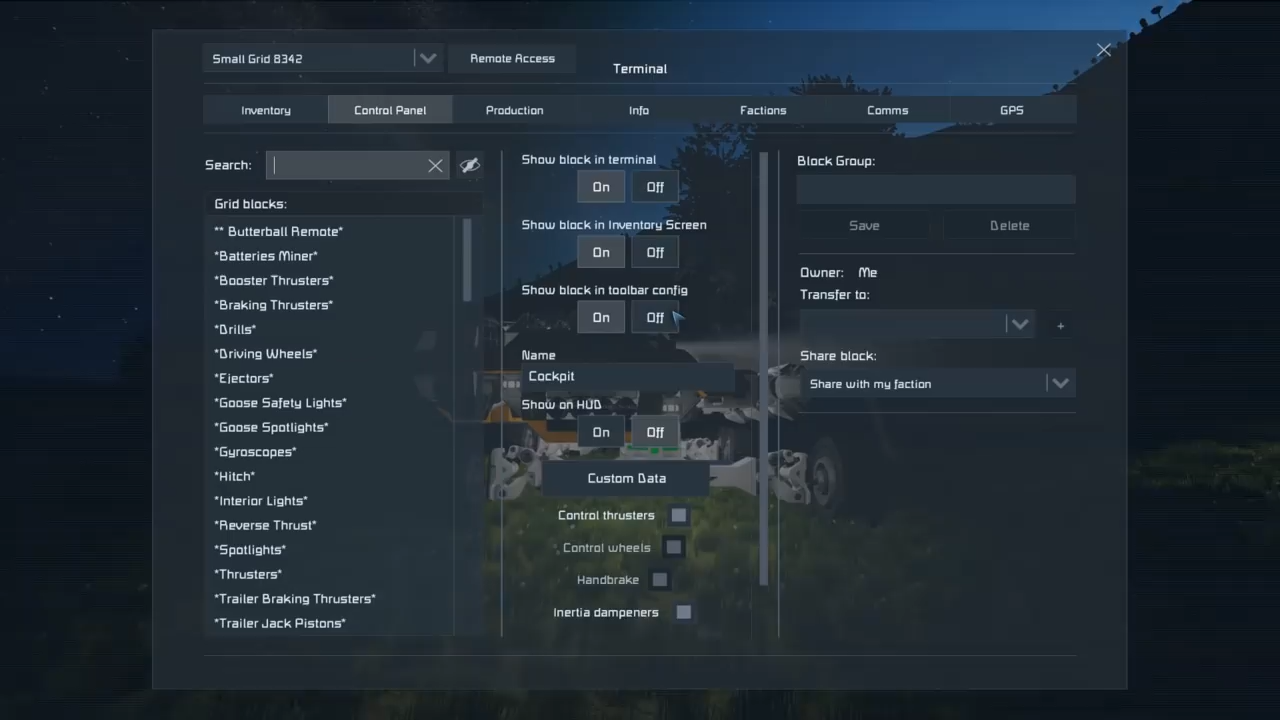 Small Grid 8342
Remote Access
Terminal
Inventory
Control Panel
Production
Info
Factions
Comms
GPS
Search:
Grid blocks:
** Butterball Remote*
*Batteries Miner*
*Booster Thrusters*
*Braking Thrusters*
*Drills*
*Driving Wheels*
*Ejectors*
*Goose Safety Lights*
*Goose Spotlights*
*Gyroscopes*
*Hitch*
*Interior Lights*
*Reverse Thrust*
*Spotlights*
*Thrusters*
*Trailer Braking Thrusters*
*Trailer Jack Pistons*
Show block in terminal
On Off
Show block in Inventory Screen
On Off
Show block in toolbar config
On Off
Name
Cockpit
Show on HUD
On Off
Custom Data
Control thrusters
Control wheels
Handbrake
Inertia dampeners
Block Group:
Save Delete
Owner: Me
Transfer to:
+
Share block:
Share with my faction